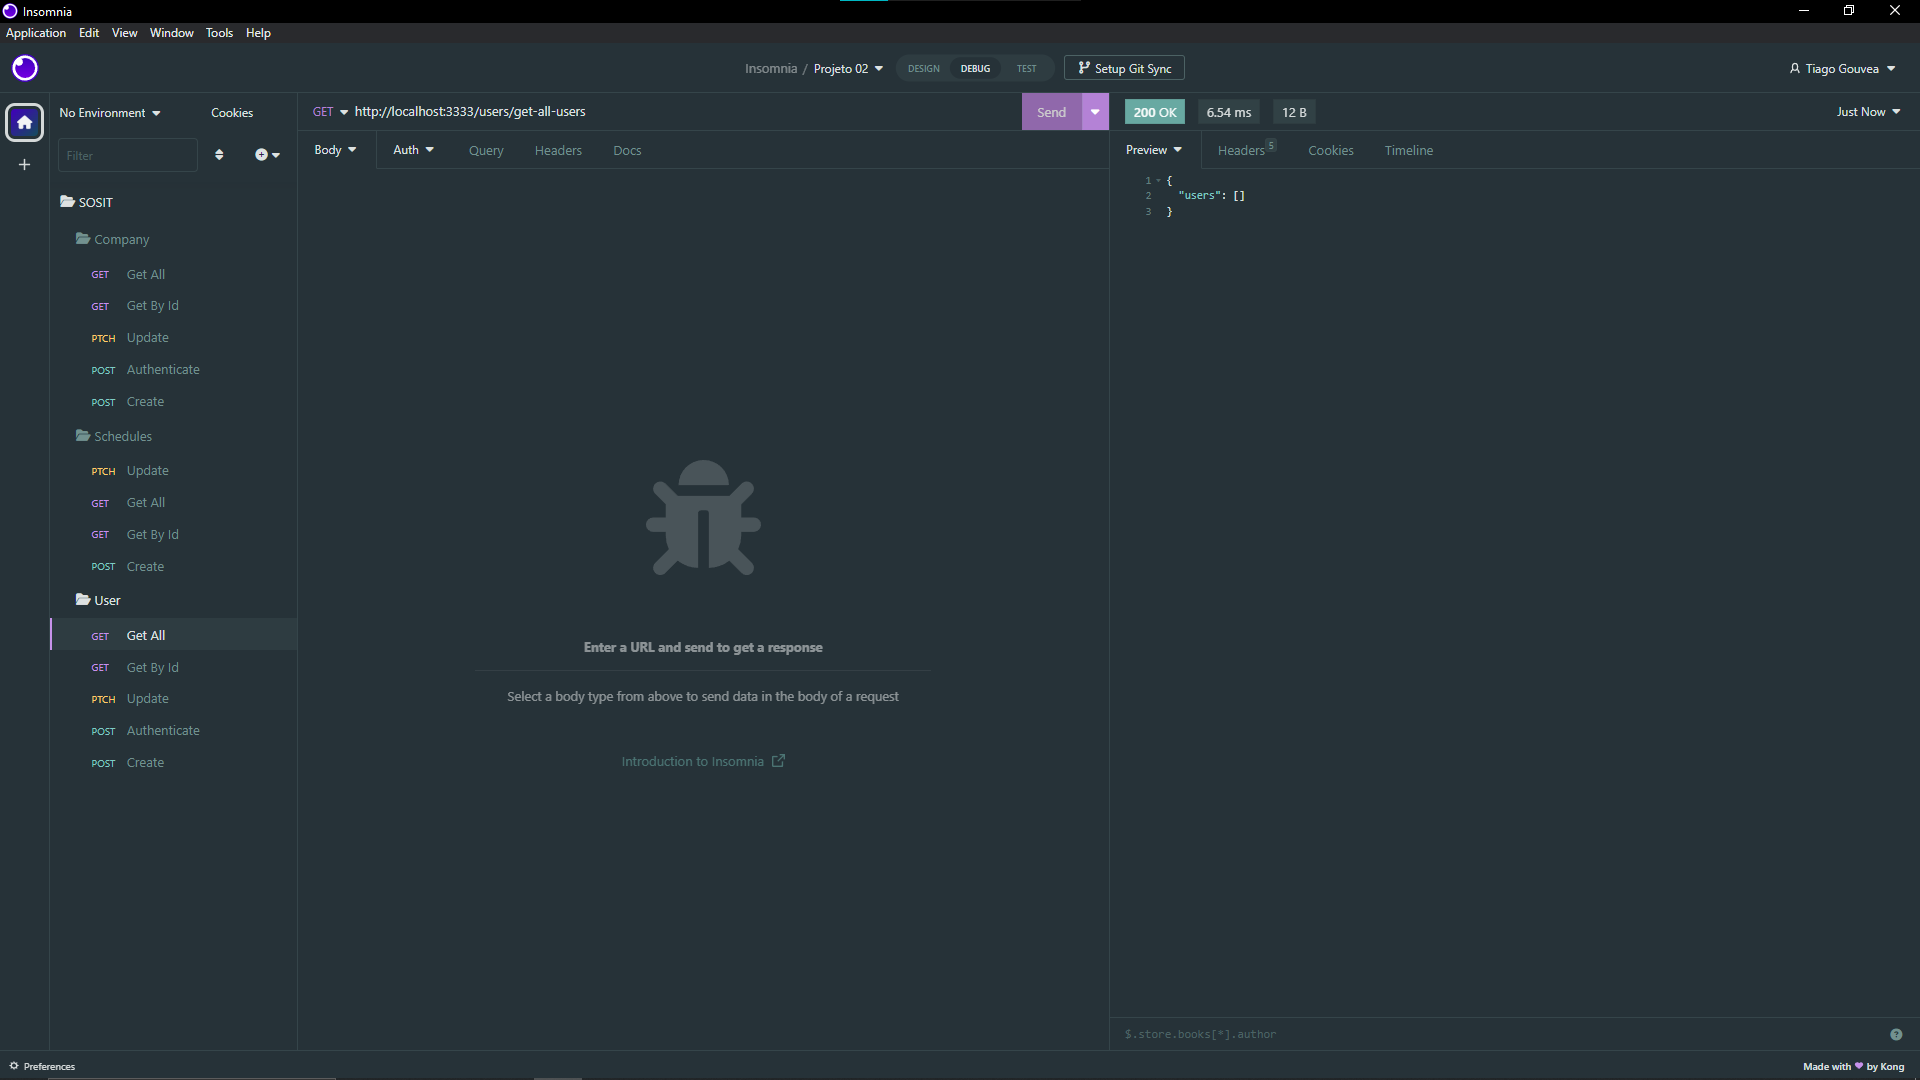 Insomnia
Application Edit View Window Tools Help
Insomnia / Projeto 02 DESIGN DEBUG TEST Setup Git Sync Tiago Gouvea
No Environment Cookies
GET http://localhost:3333/users/get-all-users Send 200 OK 6.54 ms 12 B Just Now
Filter
Body Auth Query Headers Docs
Preview Headers 5 Cookies Timeline
1 {
2 "users": []
3 }
SOSIT
Company
GET Get All
GET Get By Id
PTCH Update
POST Authenticate
POST Create
Schedules
PTCH Update
GET Get All
GET Get By Id
POST Create
User
GET Get All
GET Get By Id
PTCH Update
POST Authenticate
POST Create
Enter a URL and send to get a response
Select a body type from above to send data in the body of a request
Introduction to Insomnia
$.store.books[*].author ?
Preferences
Made with ♥ by Kong